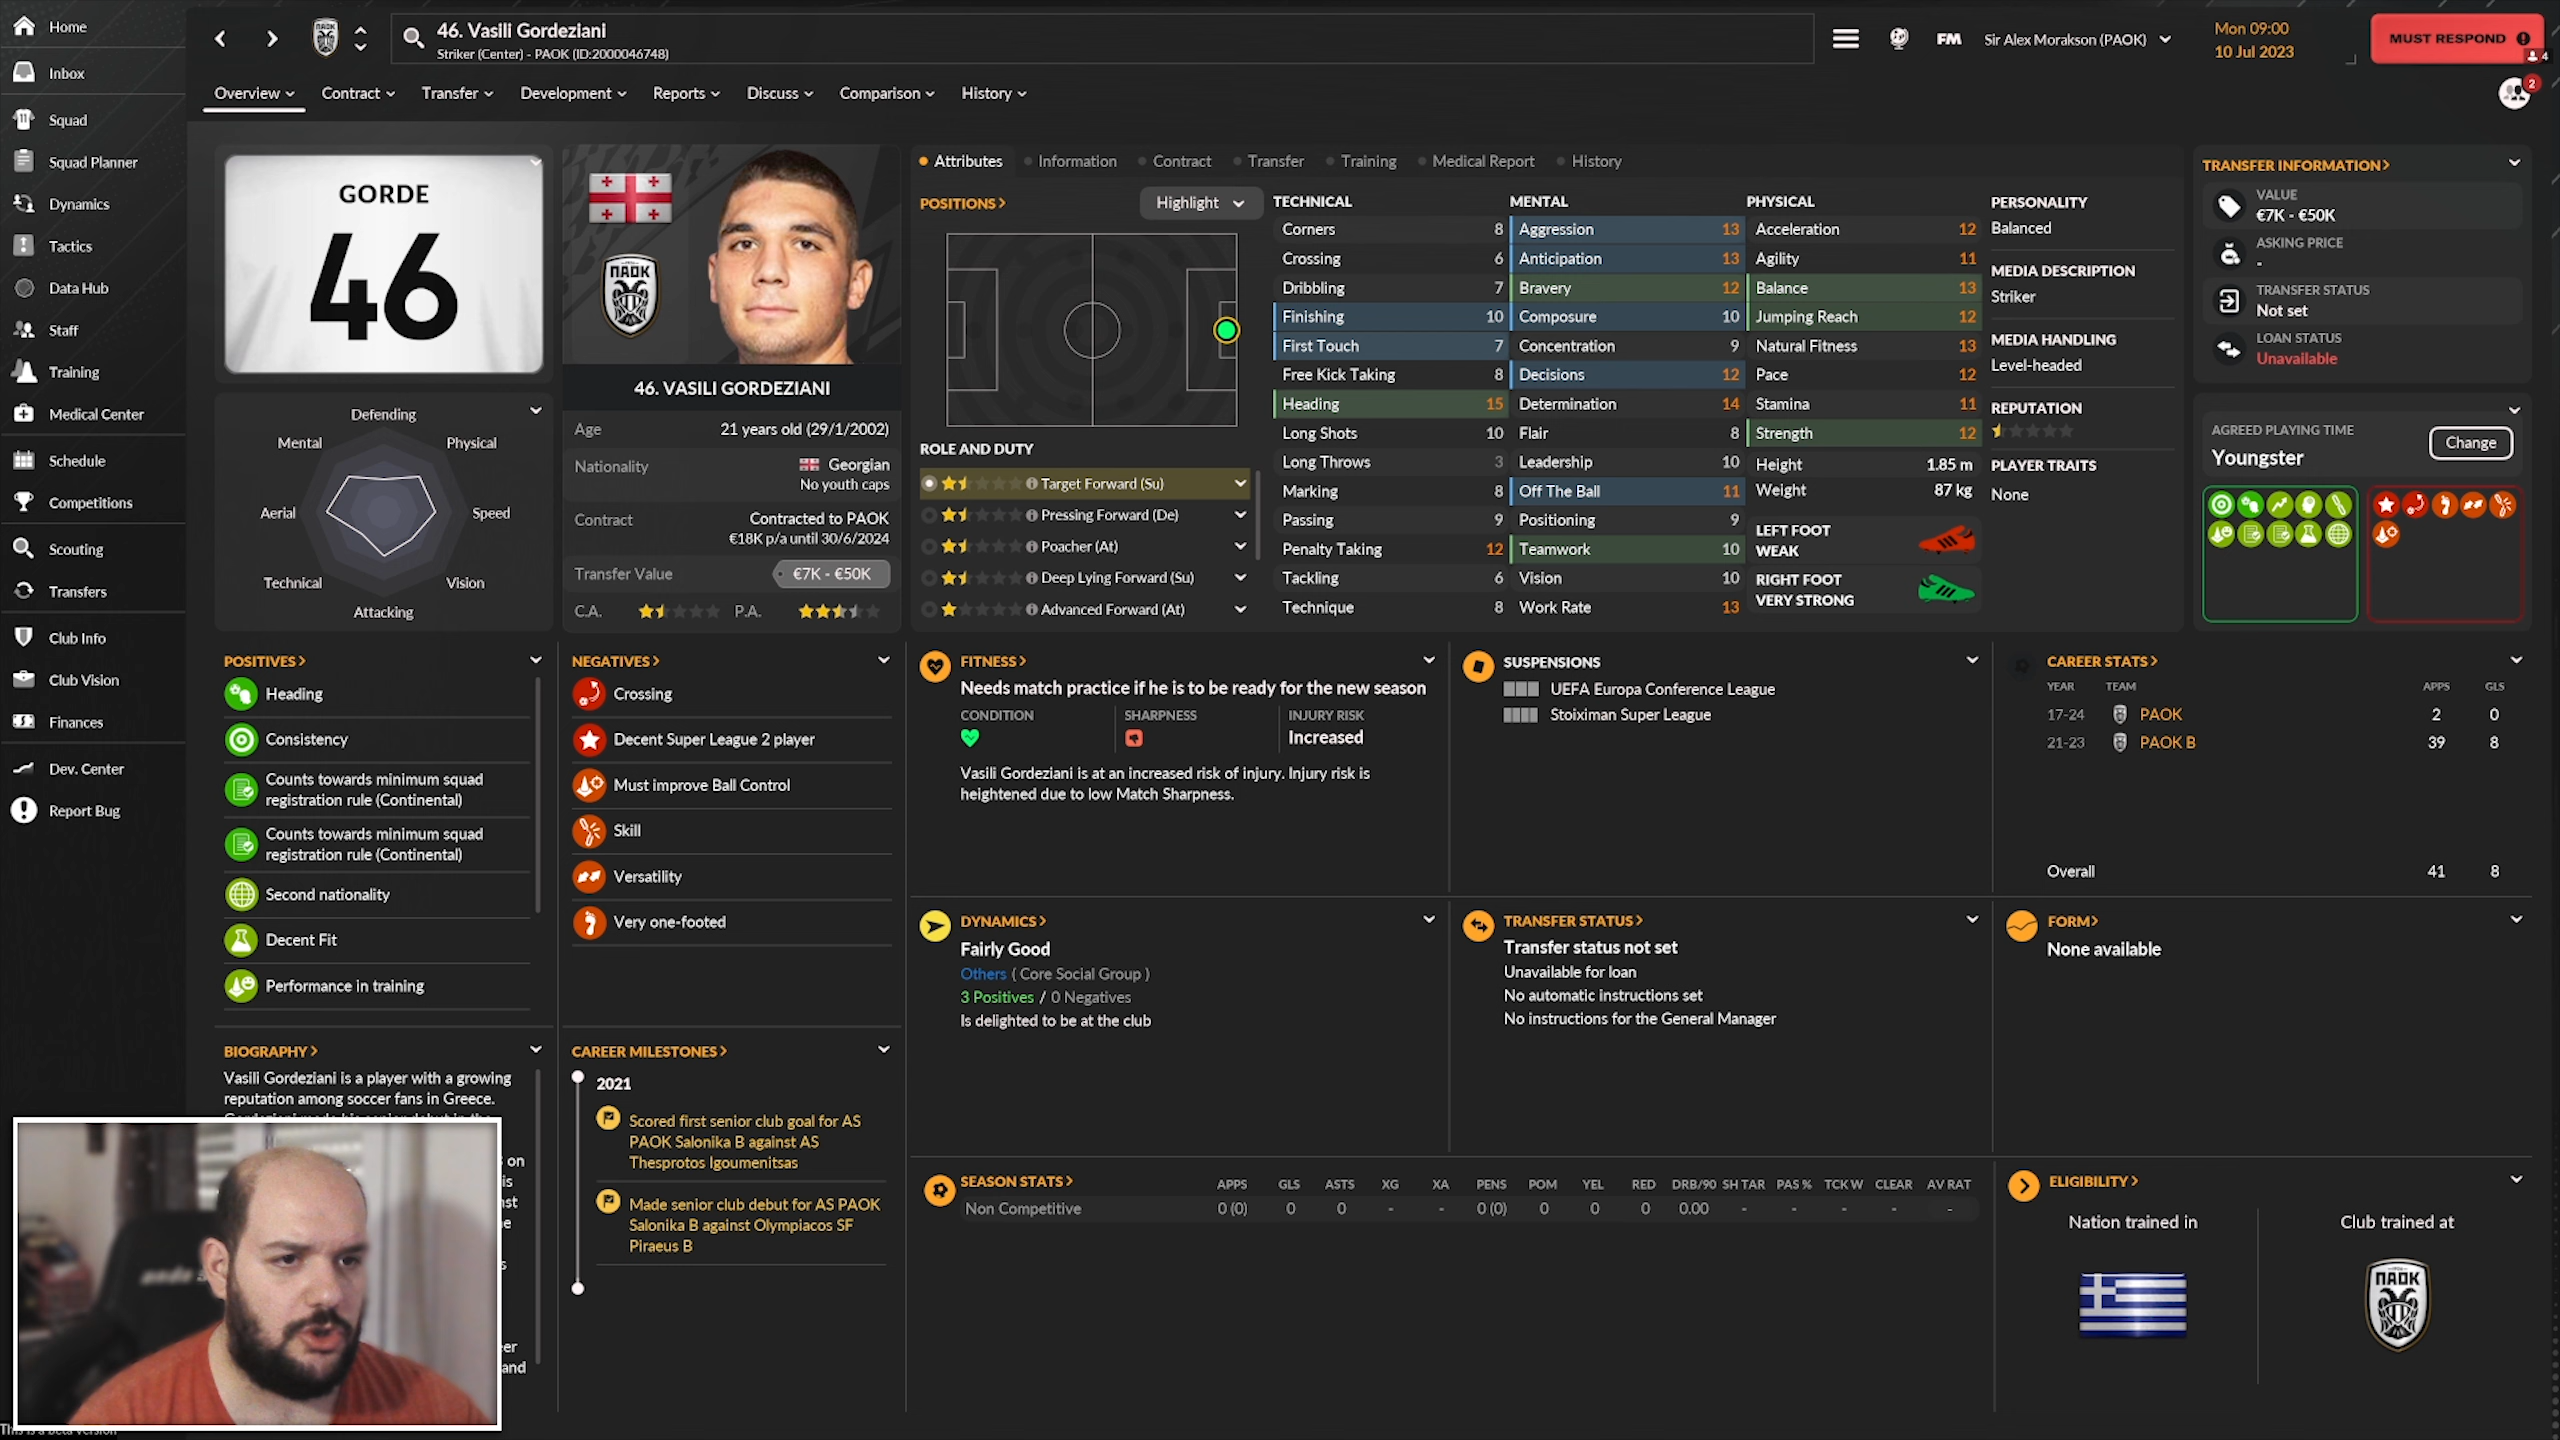 Home
Inbox
Squad
Squad Planner
Dynamics
Tactics
Data Hub
Staff
Training
Medical Center
Schedule
Competitions
Scouting
Transfers
Club Info
Club Vision
Finances
Dev. Center
Report Bug
46. Vasili Gordeziani
Striker (Center) - PAOK (ID:2000046748)
FM
Sir Alex Morakson (PAOK)
Mon 09:00
10 Jul 2023
MUST RESPOND
4
2
Overview
Contract
Transfer
Development
Reports
Discuss
Comparison
History
GORDE
46
Defending
Mental
Physical
Aerial
Speed
Technical
Vision
Attacking
ΠΑΟΚ
46. VASILI GORDEZIANI
Age 21 years old (29/1/2002)
Nationality Georgian
No youth caps
Contract Contracted to PAOK
€18K p/a until 30/6/2024
Transfer Value €7K - €50K
C.A. P.A.
Attributes
Information
Contract
Transfer
Training
Medical Report
History
POSITIONS>
Highlight
ROLE AND DUTY
Target Forward (Su)
Pressing Forward (De)
Poacher (At)
Deep Lying Forward (Su)
Advanced Forward (At)
TECHNICAL
Corners 8
Crossing 6
Dribbling 7
Finishing 10
First Touch 7
Free Kick Taking 8
Heading 15
Long Shots 10
Long Throws 3
Marking 8
Passing 9
Penalty Taking 12
Tackling 6
Technique 8
MENTAL
Aggression 13
Anticipation 13
Bravery 12
Composure 10
Concentration 9
Decisions 12
Determination 14
Flair 8
Leadership 10
Off The Ball 11
Positioning 9
Teamwork 10
Vision 10
Work Rate 13
PHYSICAL
Acceleration 12
Agility 11
Balance 13
Jumping Reach 12
Natural Fitness 13
Pace 12
Stamina 11
Strength 12
Height 1.85 m
Weight 87 kg
LEFT FOOT
WEAK
RIGHT FOOT
VERY STRONG
PERSONALITY
Balanced
MEDIA DESCRIPTION
Striker
MEDIA HANDLING
Level-headed
REPUTATION
PLAYER TRAITS
None
TRANSFER INFORMATION>
VALUE
€7K - €50K
ASKING PRICE
-
TRANSFER STATUS
Not set
LOAN STATUS
Unavailable
AGREED PLAYING TIME
Youngster
Change
POSITIVES>
Heading
Consistency
Counts towards minimum squad
registration rule (Continental)
Counts towards minimum squad
registration rule (Continental)
Second nationality
Decent Fit
Performance in training
NEGATIVES>
Crossing
Decent Super League 2 player
Must improve Ball Control
Skill
Versatility
Very one-footed
FITNESS>
Needs match practice if he is to be ready for the new season
CONDITION
SHARPNESS
INJURY RISK
Increased
Vasili Gordeziani is at an increased risk of injury. Injury risk is
heightened due to low Match Sharpness.
SUSPENSIONS
UEFA Europa Conference League
Stoiximan Super League
CAREER STATS>
YEAR TEAM APPS GLS
17-24 PAOK 2 0
21-23 PAOK B 39 8
Overall 41 8
DYNAMICS>
Fairly Good
Others ( Core Social Group )
3 Positives / 0 Negatives
Is delighted to be at the club
TRANSFER STATUS>
Transfer status not set
Unavailable for loan
No automatic instructions set
No instructions for the General Manager
FORM>
None available
BIOGRAPHY>
Vasili Gordeziani is a player with a growing
reputation among soccer fans in Greece.
on
and
CAREER MILESTONES>
2021
Scored first senior club goal for AS
PAOK Salonika B against AS
Thesprotos Igoumenitsas
Made senior club debut for AS PAOK
Salonika B against Olympiacos SF
Piraeus B
SEASON STATS>
APPS GLS ASTS XG XA PENS POM YEL RED DRB/90 SH TAR PAS % TCK W CLEAR AV RAT
Non Competitive 0 (0) 0 0 - - 0 (0) 0 0 0 0.00 - - - - -
ELIGIBILITY>
Nation trained in
Club trained at
ΠΑΟΚ